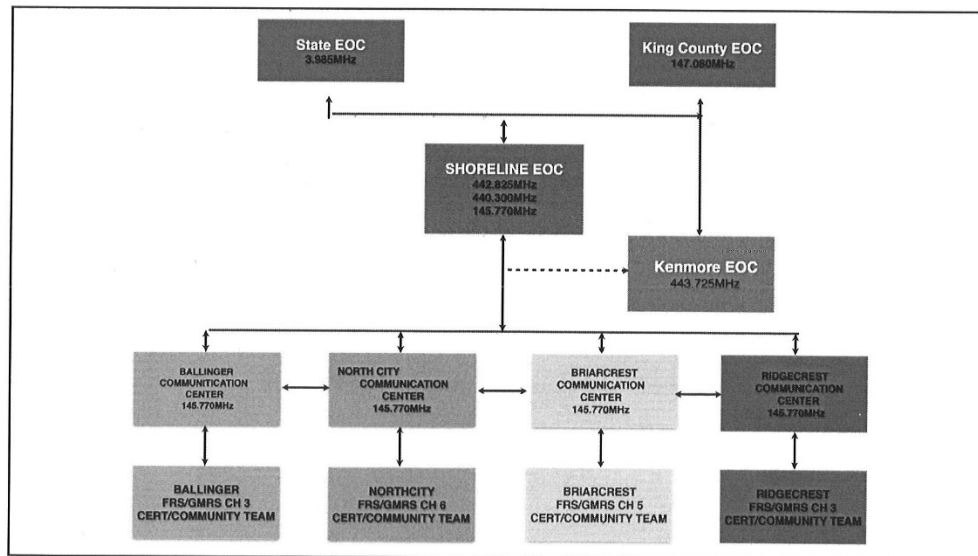 State EOC
3.985MHz
King County EOC
147.080MHz
SHORELINE EOC
442.825MHz
440.300MHz
145.770MHz
Kenmore EOC
443.725MHz
BALLINGER
COMMUNITICATION
CENTER
145.770MHz
NORTH CITY
COMMUNICATION
CENTER
145.770MHz
BRIARCREST
COMMUNICATION
CENTER
145.770MHz
RIDGECREST
COMMUNICATION
CENTER
145.770MHz
BALLINGER
FRS/GMRS CH 3
CERT/COMMUNITY TEAM
NORTHCITY
FRS/GMRS CH 6
CERT/COMMUNITY TEAM
BRIARCREST
FRS/GMRS CH 5
CERT/COMMUNITY TEAM
RIDGECREST
FRS/GMRS CH 3
CERT/COMMUNITY TEAM